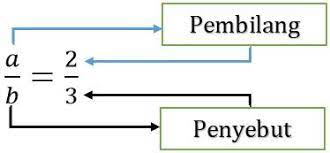 Pembilang
a/b = 2/3
Penyebut